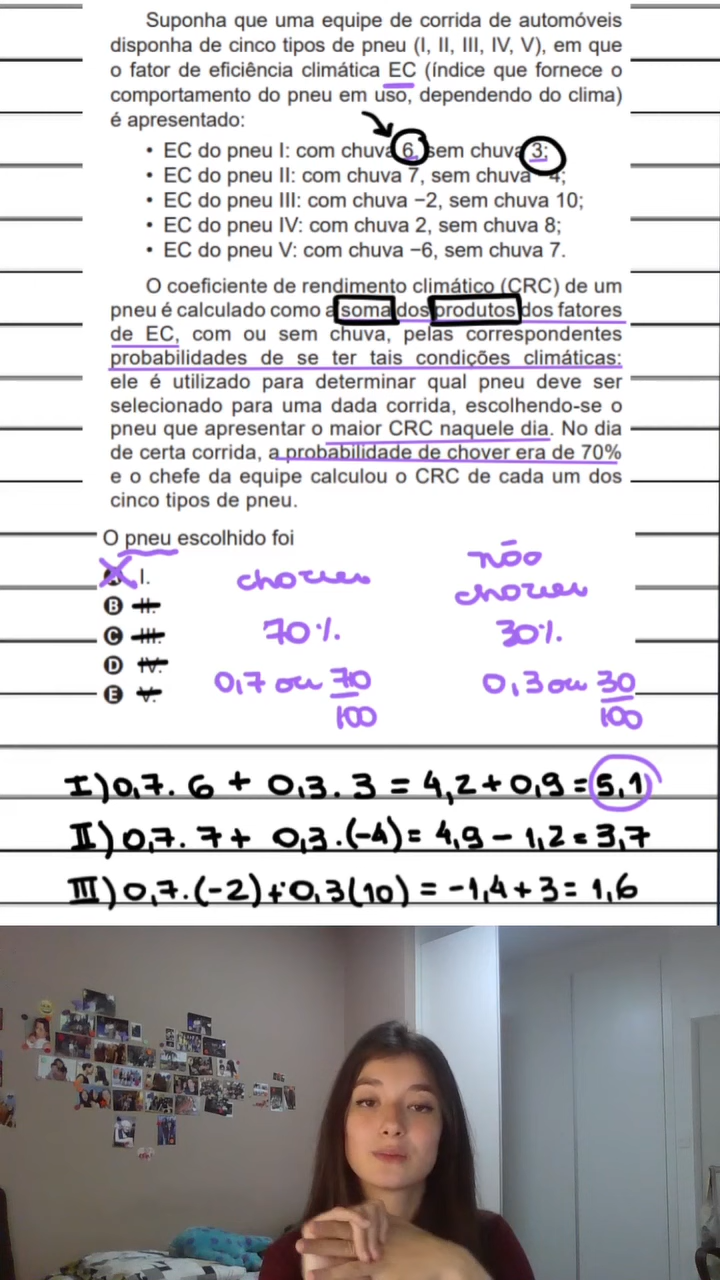 Suponha que uma equipe de corrida de automóveis
disponha de cinco tipos de pneu (I, II, III, IV, V), em que
o fator de eficiência climática EC (índice que fornece o
comportamento do pneu em uso, dependendo do clima)
é apresentado:
• EC do pneu I: com chuva 6, sem chuva 3;
• EC do pneu II: com chuva 7, sem chuva −4;
• EC do pneu III: com chuva −2, sem chuva 10;
• EC do pneu IV: com chuva 2, sem chuva 8;
• EC do pneu V: com chuva −6, sem chuva 7.
O coeficiente de rendimento climático (CRC) de um
pneu é calculado como a soma dos produtos dos fatores
de EC, com ou sem chuva, pelas correspondentes
probabilidades de se ter tais condições climáticas:
ele é utilizado para determinar qual pneu deve ser
selecionado para uma dada corrida, escolhendo-se o
pneu que apresentar o maior CRC naquele dia. No dia
de certa corrida, a probabilidade de chover era de 70%
e o chefe da equipe calculou o CRC de cada um dos
cinco tipos de pneu.
O pneu escolhido foi
A I.
B II.
C III.
D IV.
E V.
chover
não
chover
70%
30%
0,7 ou 70/100
0,3 ou 30/100
I) 0,7. 6 + 0,3. 3 = 4,2 + 0,9 = 5,1
II) 0,7. 7 + 0,3.(-4) = 4,9 - 1,2 = 3,7
III) 0,7.(-2) + 0,3(10) = -1,4 + 3 = 1,6